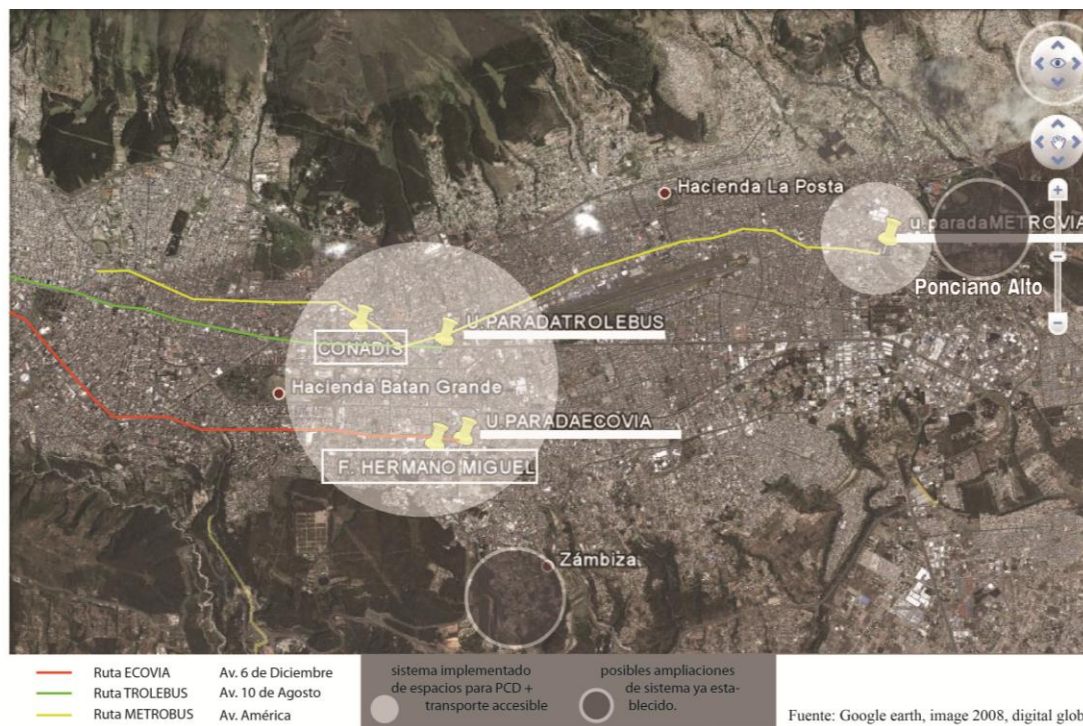 Hacienda La Posta
u.paradaMETROVIA
Ponciano Alto
U.PARADATROLEBUS
CONADIS
Hacienda Batan Grande
U.PARADAECOVIA
F. HERMANO MIGUEL
Zámbiza
Ruta ECOVIA Av. 6 de Diciembre
Ruta TROLEBUS Av. 10 de Agosto
Ruta METROBUS Av. América
sistema implementado
de espacios para PCD +
transporte accesible
posibles ampliaciones
de sistema ya esta-
blecido.
Fuente: Google earth, image 2008, digital glob